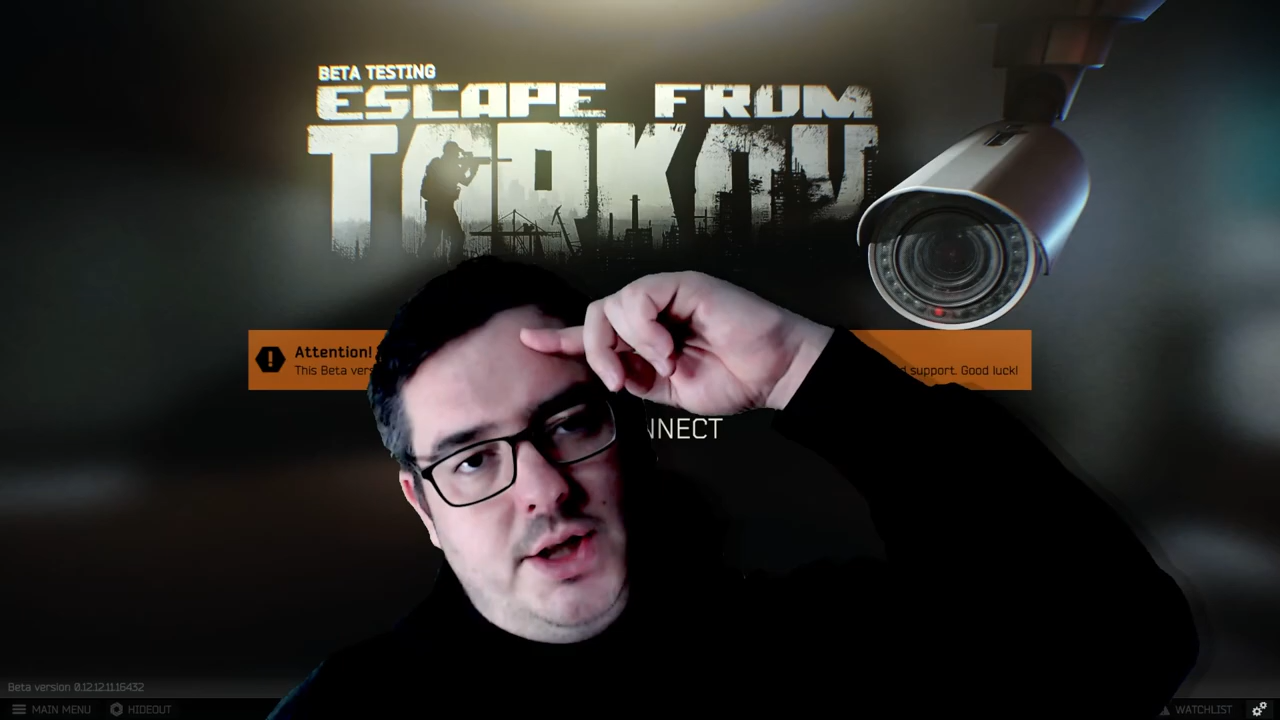 BETA TESTING
ESCAPE FROM
TARKOV
Attention!
This Beta vers
d support. Good luck!
NNECT
Beta version 0.12.12.11.16432
MAIN MENU
HIDEOUT
WATCHLIST